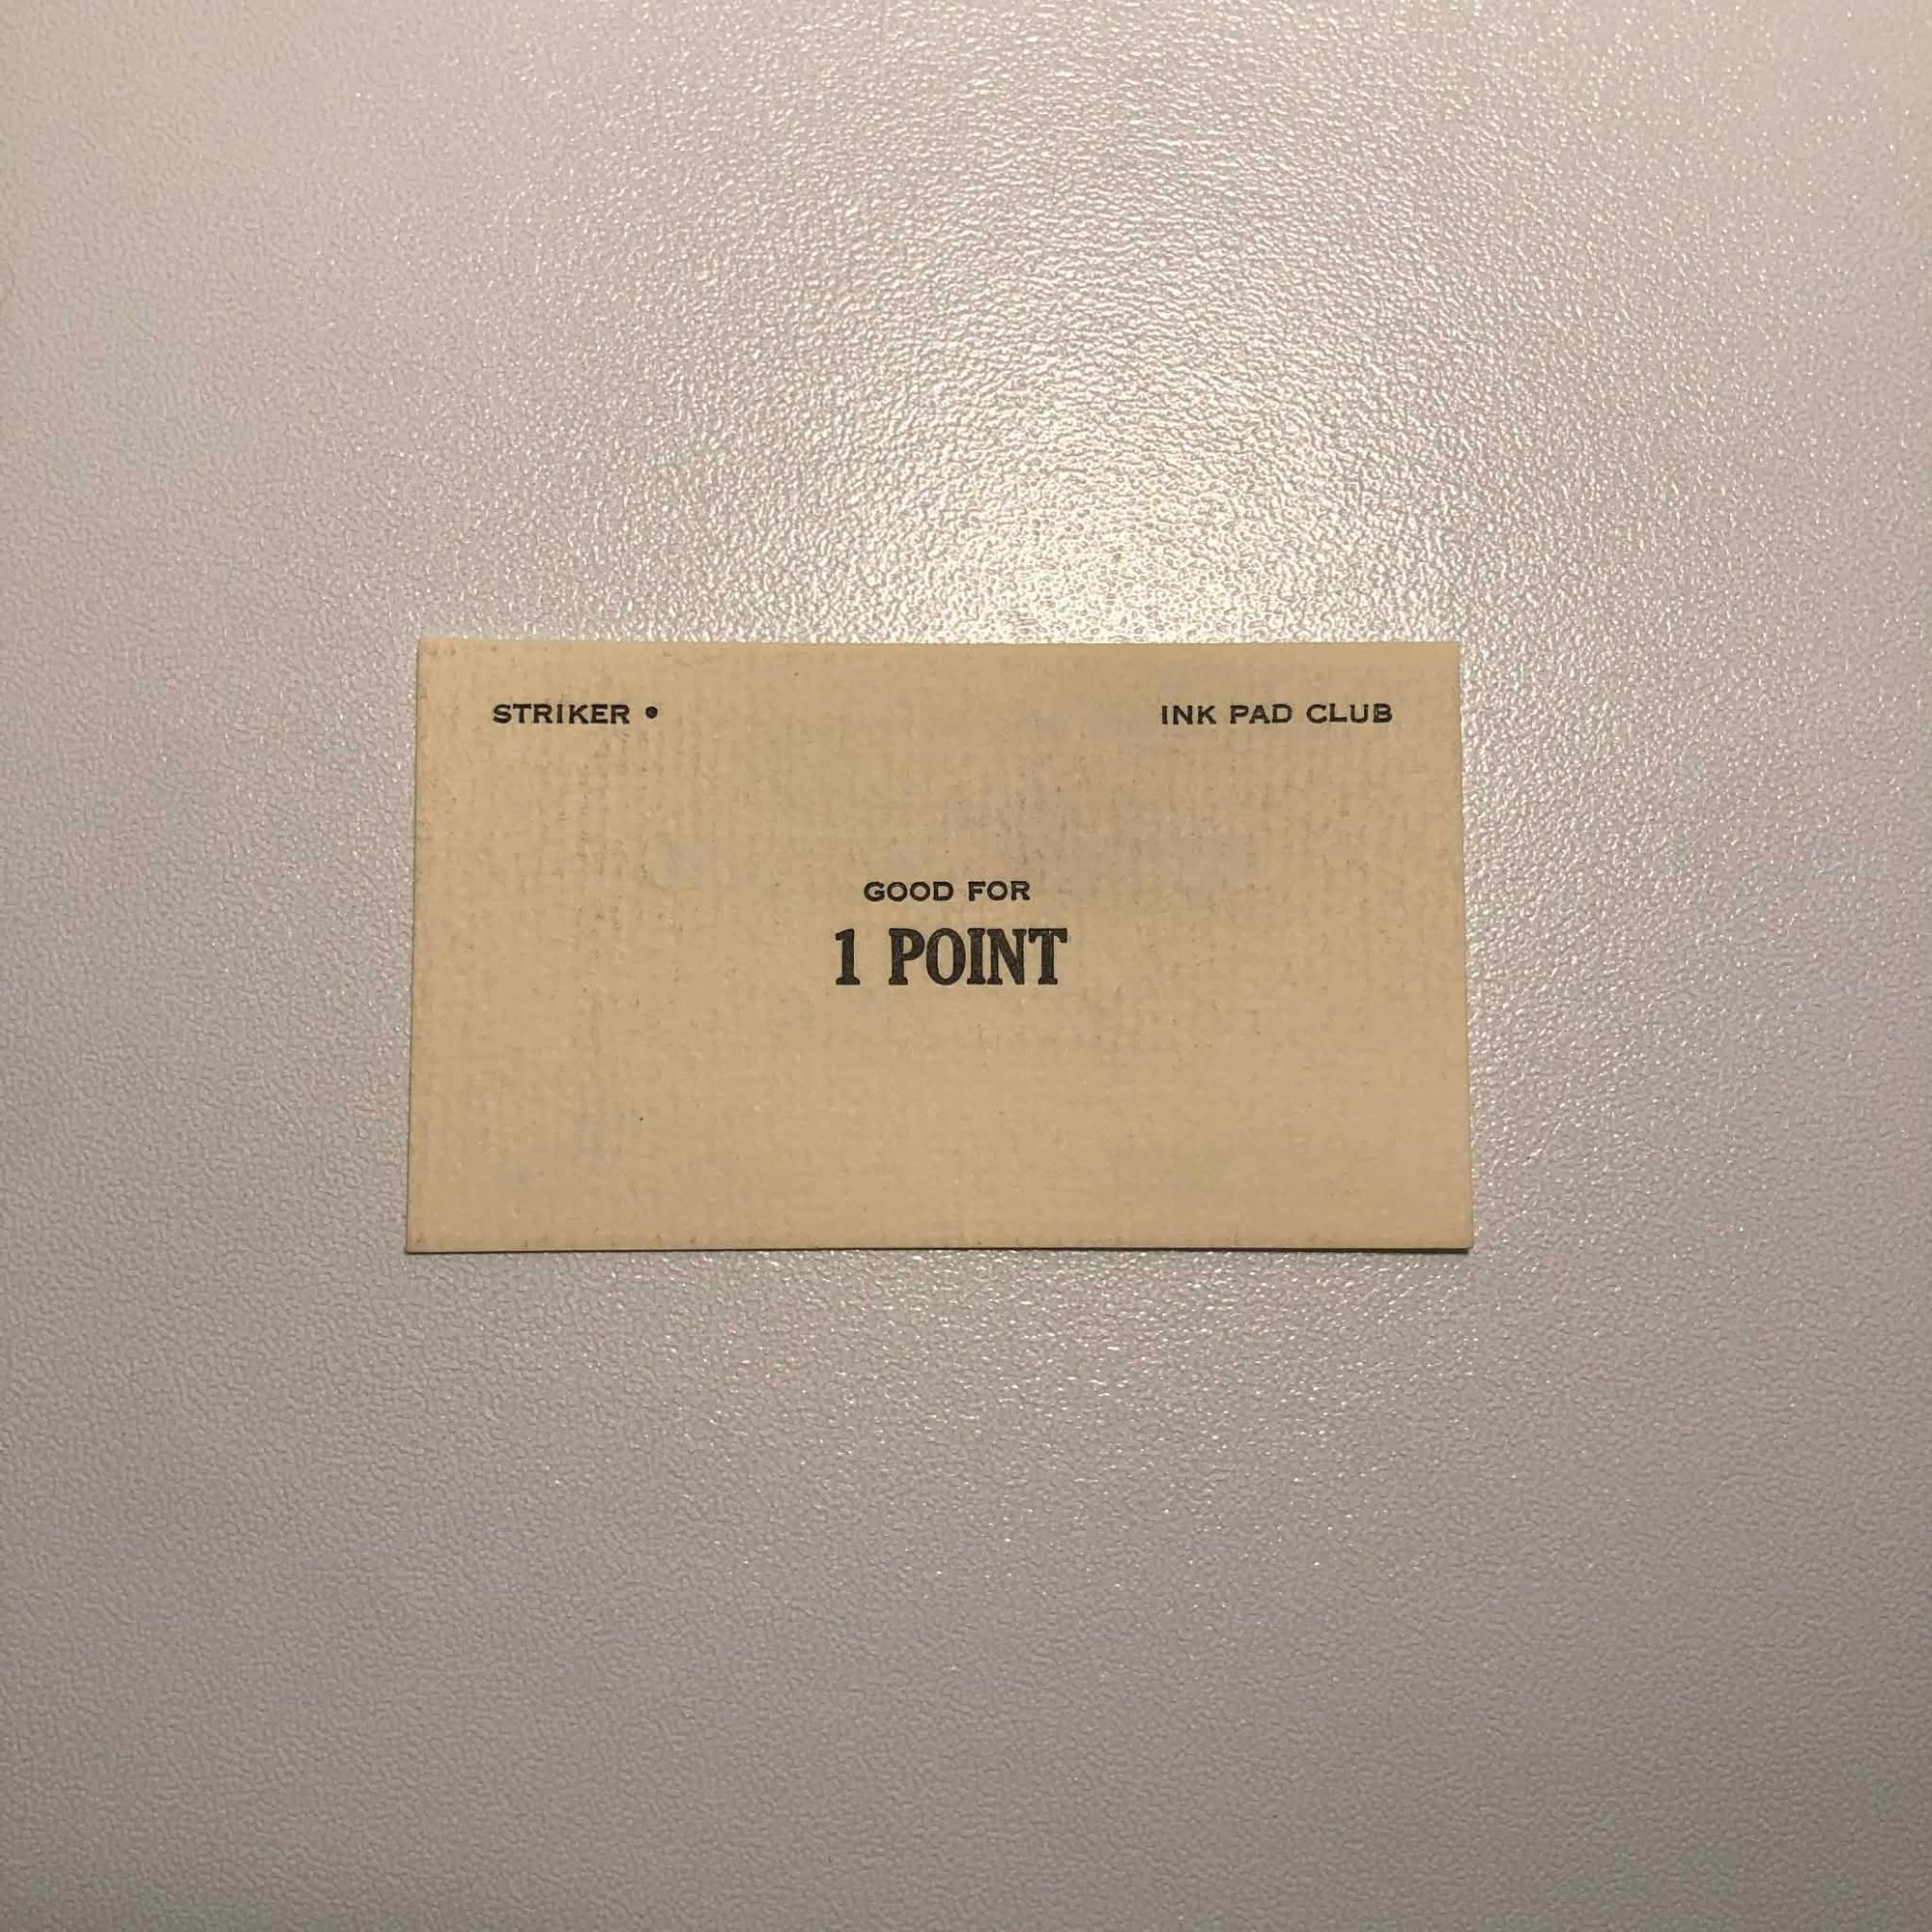 STRIKER • INK PAD CLUB
GOOD FOR
1 POINT